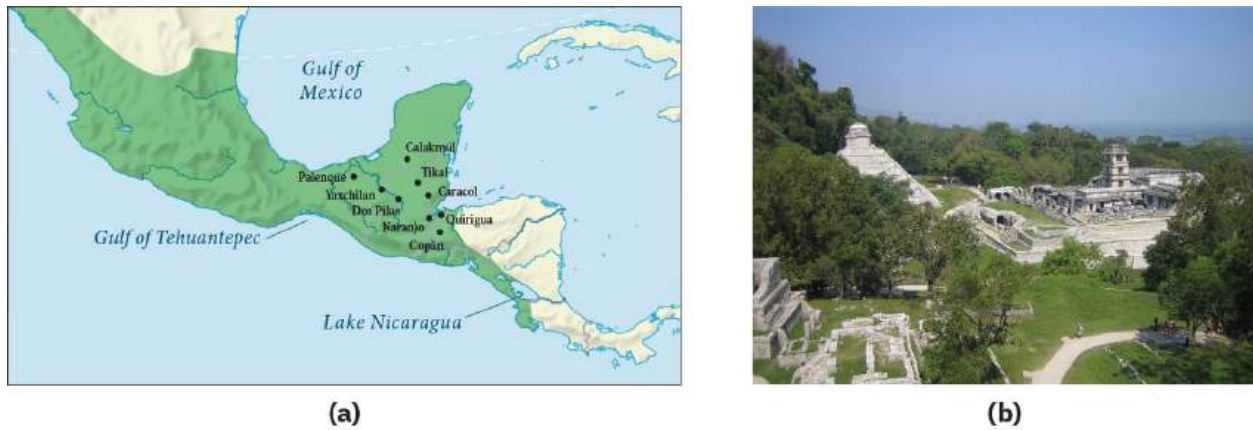 Gulf of
Mexico
Calakmul
Tikal
Palenque
Caracol
Yaxchilan
Dos Pilas
Quirigua
Naranjo
Copán
Gulf of Tehuantepec
Lake Nicaragua
(a)
(b)